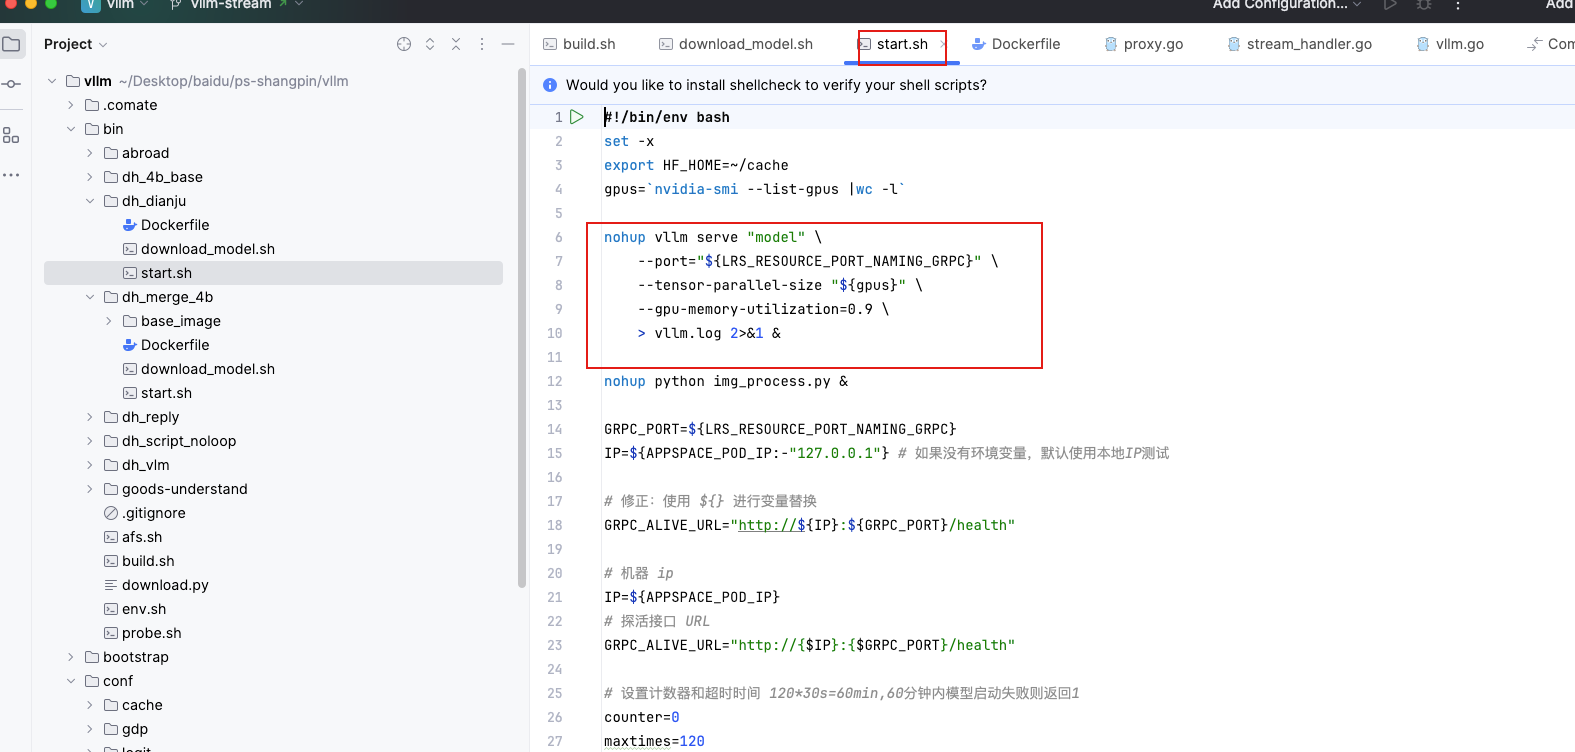 vllm
vllm-stream
Add Configuration...
Add
Project
build.sh
download_model.sh
start.sh
Dockerfile
proxy.go
stream_handler.go
vllm.go
Com
vllm ~/Desktop/baidu/ps-shangpin/vllm
.comate
bin
abroad
dh_4b_base
dh_dianju
Dockerfile
download_model.sh
start.sh
dh_merge_4b
base_image
Dockerfile
download_model.sh
start.sh
dh_reply
dh_script_noloop
dh_vlm
goods-understand
.gitignore
afs.sh
build.sh
download.py
env.sh
probe.sh
bootstrap
conf
cache
gdp
Would you like to install shellcheck to verify your shell scripts?
1 #!/bin/env bash
2 set -x
3 export HF_HOME=~/cache
4 gpus=`nvidia-smi --list-gpus |wc -l`
5
6 nohup vllm serve "model" \
7 --port="${LRS_RESOURCE_PORT_NAMING_GRPC}" \
8 --tensor-parallel-size "${gpus}" \
9 --gpu-memory-utilization=0.9 \
10 > vllm.log 2>&1 &
11
12 nohup python img_process.py &
13
14 GRPC_PORT=${LRS_RESOURCE_PORT_NAMING_GRPC}
15 IP=${APPSPACE_POD_IP:-"127.0.0.1"} # 如果没有环境变量，默认使用本地IP测试
16
17 # 修正：使用 ${} 进行变量替换
18 GRPC_ALIVE_URL="http://${IP}:${GRPC_PORT}/health"
19
20 # 机器 ip
21 IP=${APPSPACE_POD_IP}
22 # 探活接口 URL
23 GRPC_ALIVE_URL="http://{$IP}:{$GRPC_PORT}/health"
24
25 # 设置计数器和超时时间 120*30s=60min,60分钟内模型启动失败则返回1
26 counter=0
27 maxtimes=120